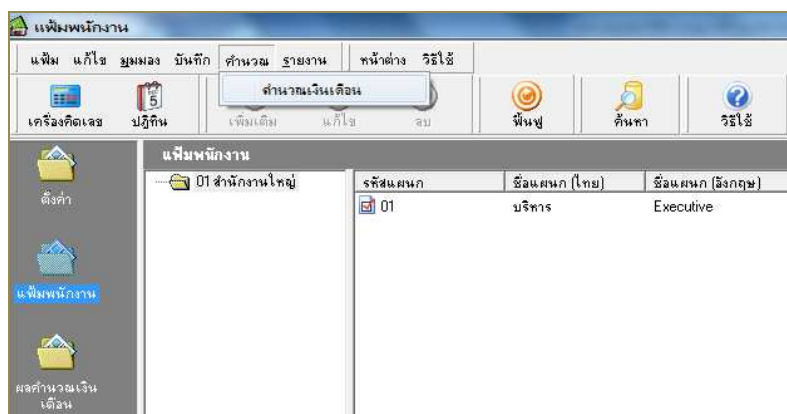 แฟ้มพนักงาน
แฟ้ม แก้ไข มุมมอง บันทึก คำนวณ รายงาน หน้าต่าง วิธีใช้
คำนวณเงินเดือน
เครื่องคิดเลข ปฏิทิน เพิ่มเติม แก้ไข ลบ ฟื้นฟู ค้นหา วิธีใช้
แฟ้มพนักงาน
01 สำนักงานใหญ่
รหัสแผนก ชื่อแผนก (ไทย) ชื่อแผนก (อังกฤษ)
01 บริหาร Executive
ตั้งค่า
แฟ้มพนักงาน
ผลคำนวณเงิน
เดือน